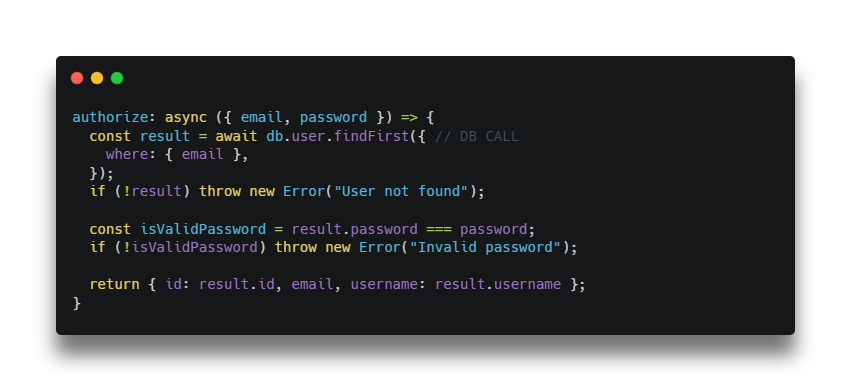 authorize: async ({ email, password }) => {
  const result = await db.user.findFirst({ // DB CALL
    where: { email },
  });
  if (!result) throw new Error("User not found");

  const isValidPassword = result.password === password;
  if (!isValidPassword) throw new Error("Invalid password");

  return { id: result.id, email, username: result.username };
}